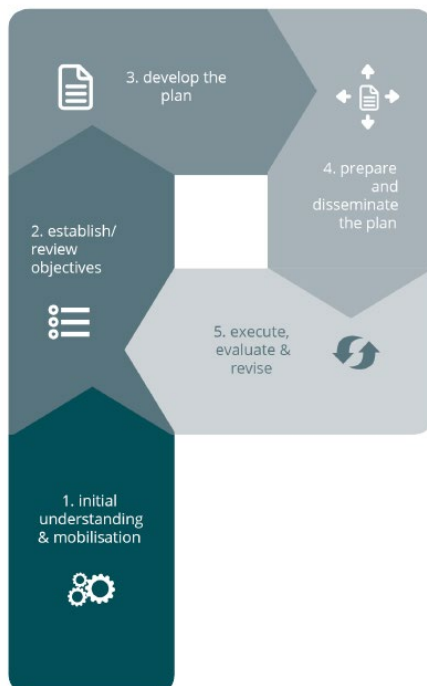 3. develop the
plan
4. prepare
and
disseminate
the plan
2. establish/
review
objectives
5. execute,
evaluate &
revise
1. initial
understanding
& mobilisation